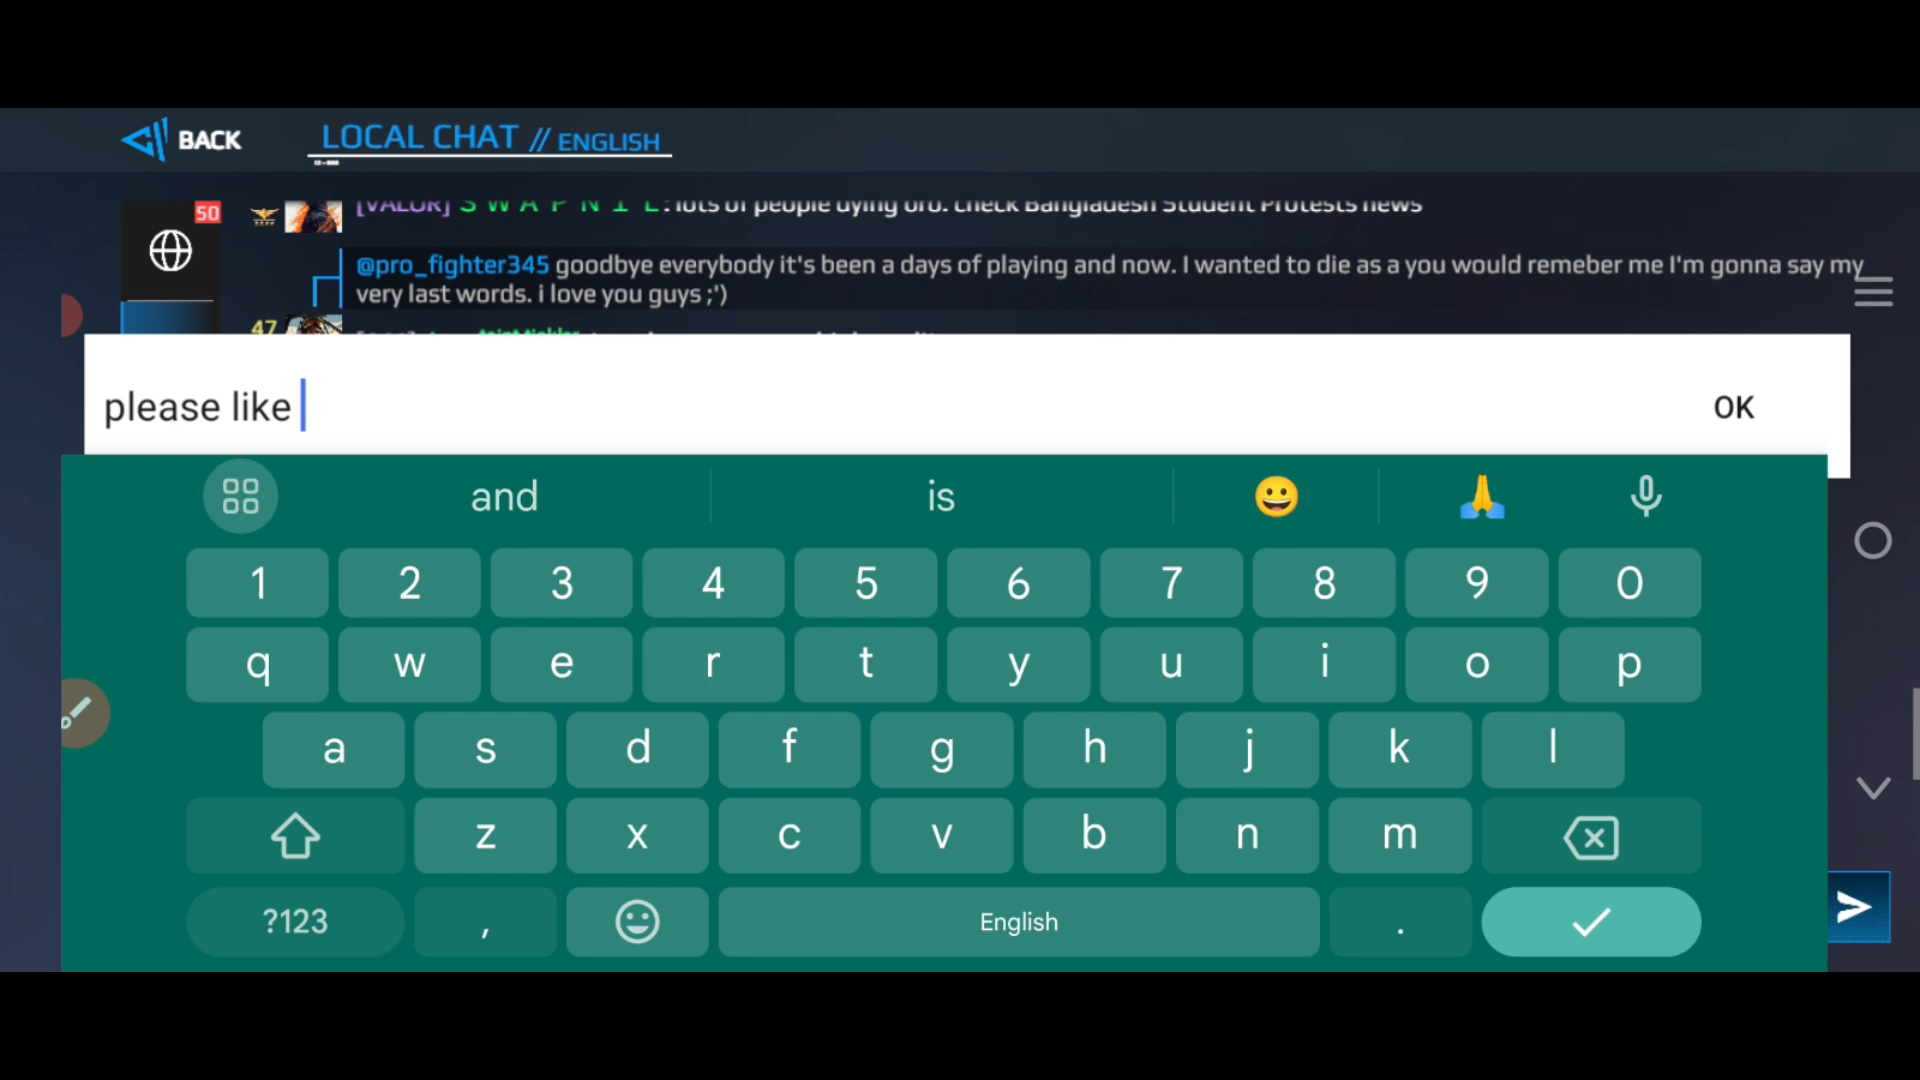 BACK
LOCAL CHAT // ENGLISH
50
[VALOR] S W A P N I L: lots of people dying bro. check Bangladesh Student Protests news
@pro_fighter345 goodbye everybody it's been a days of playing and now. I wanted to die as a you would remeber me I'm gonna say my
very last words. i love you guys ;')
47
please like
OK
and is 😀 🙏
1 2 3 4 5 6 7 8 9 0
q w e r t y u i o p
a s d f g h j k l
z x c v b n m
?123 , English .